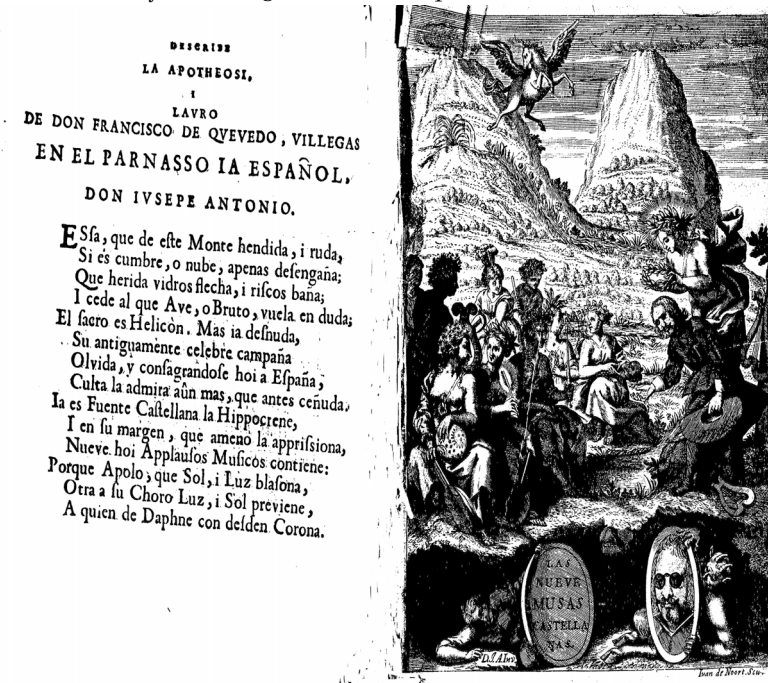 DESCRIBE
LA APOTHEOSI,
I
LAVRO
DE DON FRANCISCO DE QVEVEDO, VILLEGAS
EN EL PARNASSO IA ESPAÑOL,
DON IVSEPE ANTONIO.
ESſa, que de eſte Monte hendida, i ruda,
Si es cumbre, o nube, apenas deſengaña;
Que herida vidros flecha, i riſcos baña;
I cede al que Ave, o Bruto, vuela en duda;
El ſacro es Helicòn. Mas ia deſnuda,
Su antiguamente celebre campaña
Olvida, y conſagrandoſe hoi a Eſpaña,
Culta la admira aûn mas, que antes ceñuda.
Ia es Fuente Caſtellana la Hippocrene,
I en ſu margen, que ameno la appriſsiona,
Nueve hoi Applauſos Muſicos contiene:
Porque Apolo, que Sol, i Luz blaſona,
Otra a ſu Choro Luz, i Sol previene,
A quien de Daphne con deſden Corona.
LAS
NUEVE
MUSAS
CASTELLA
NAS.
D.I.A.Inv.
Iuan de Noort. Scu.